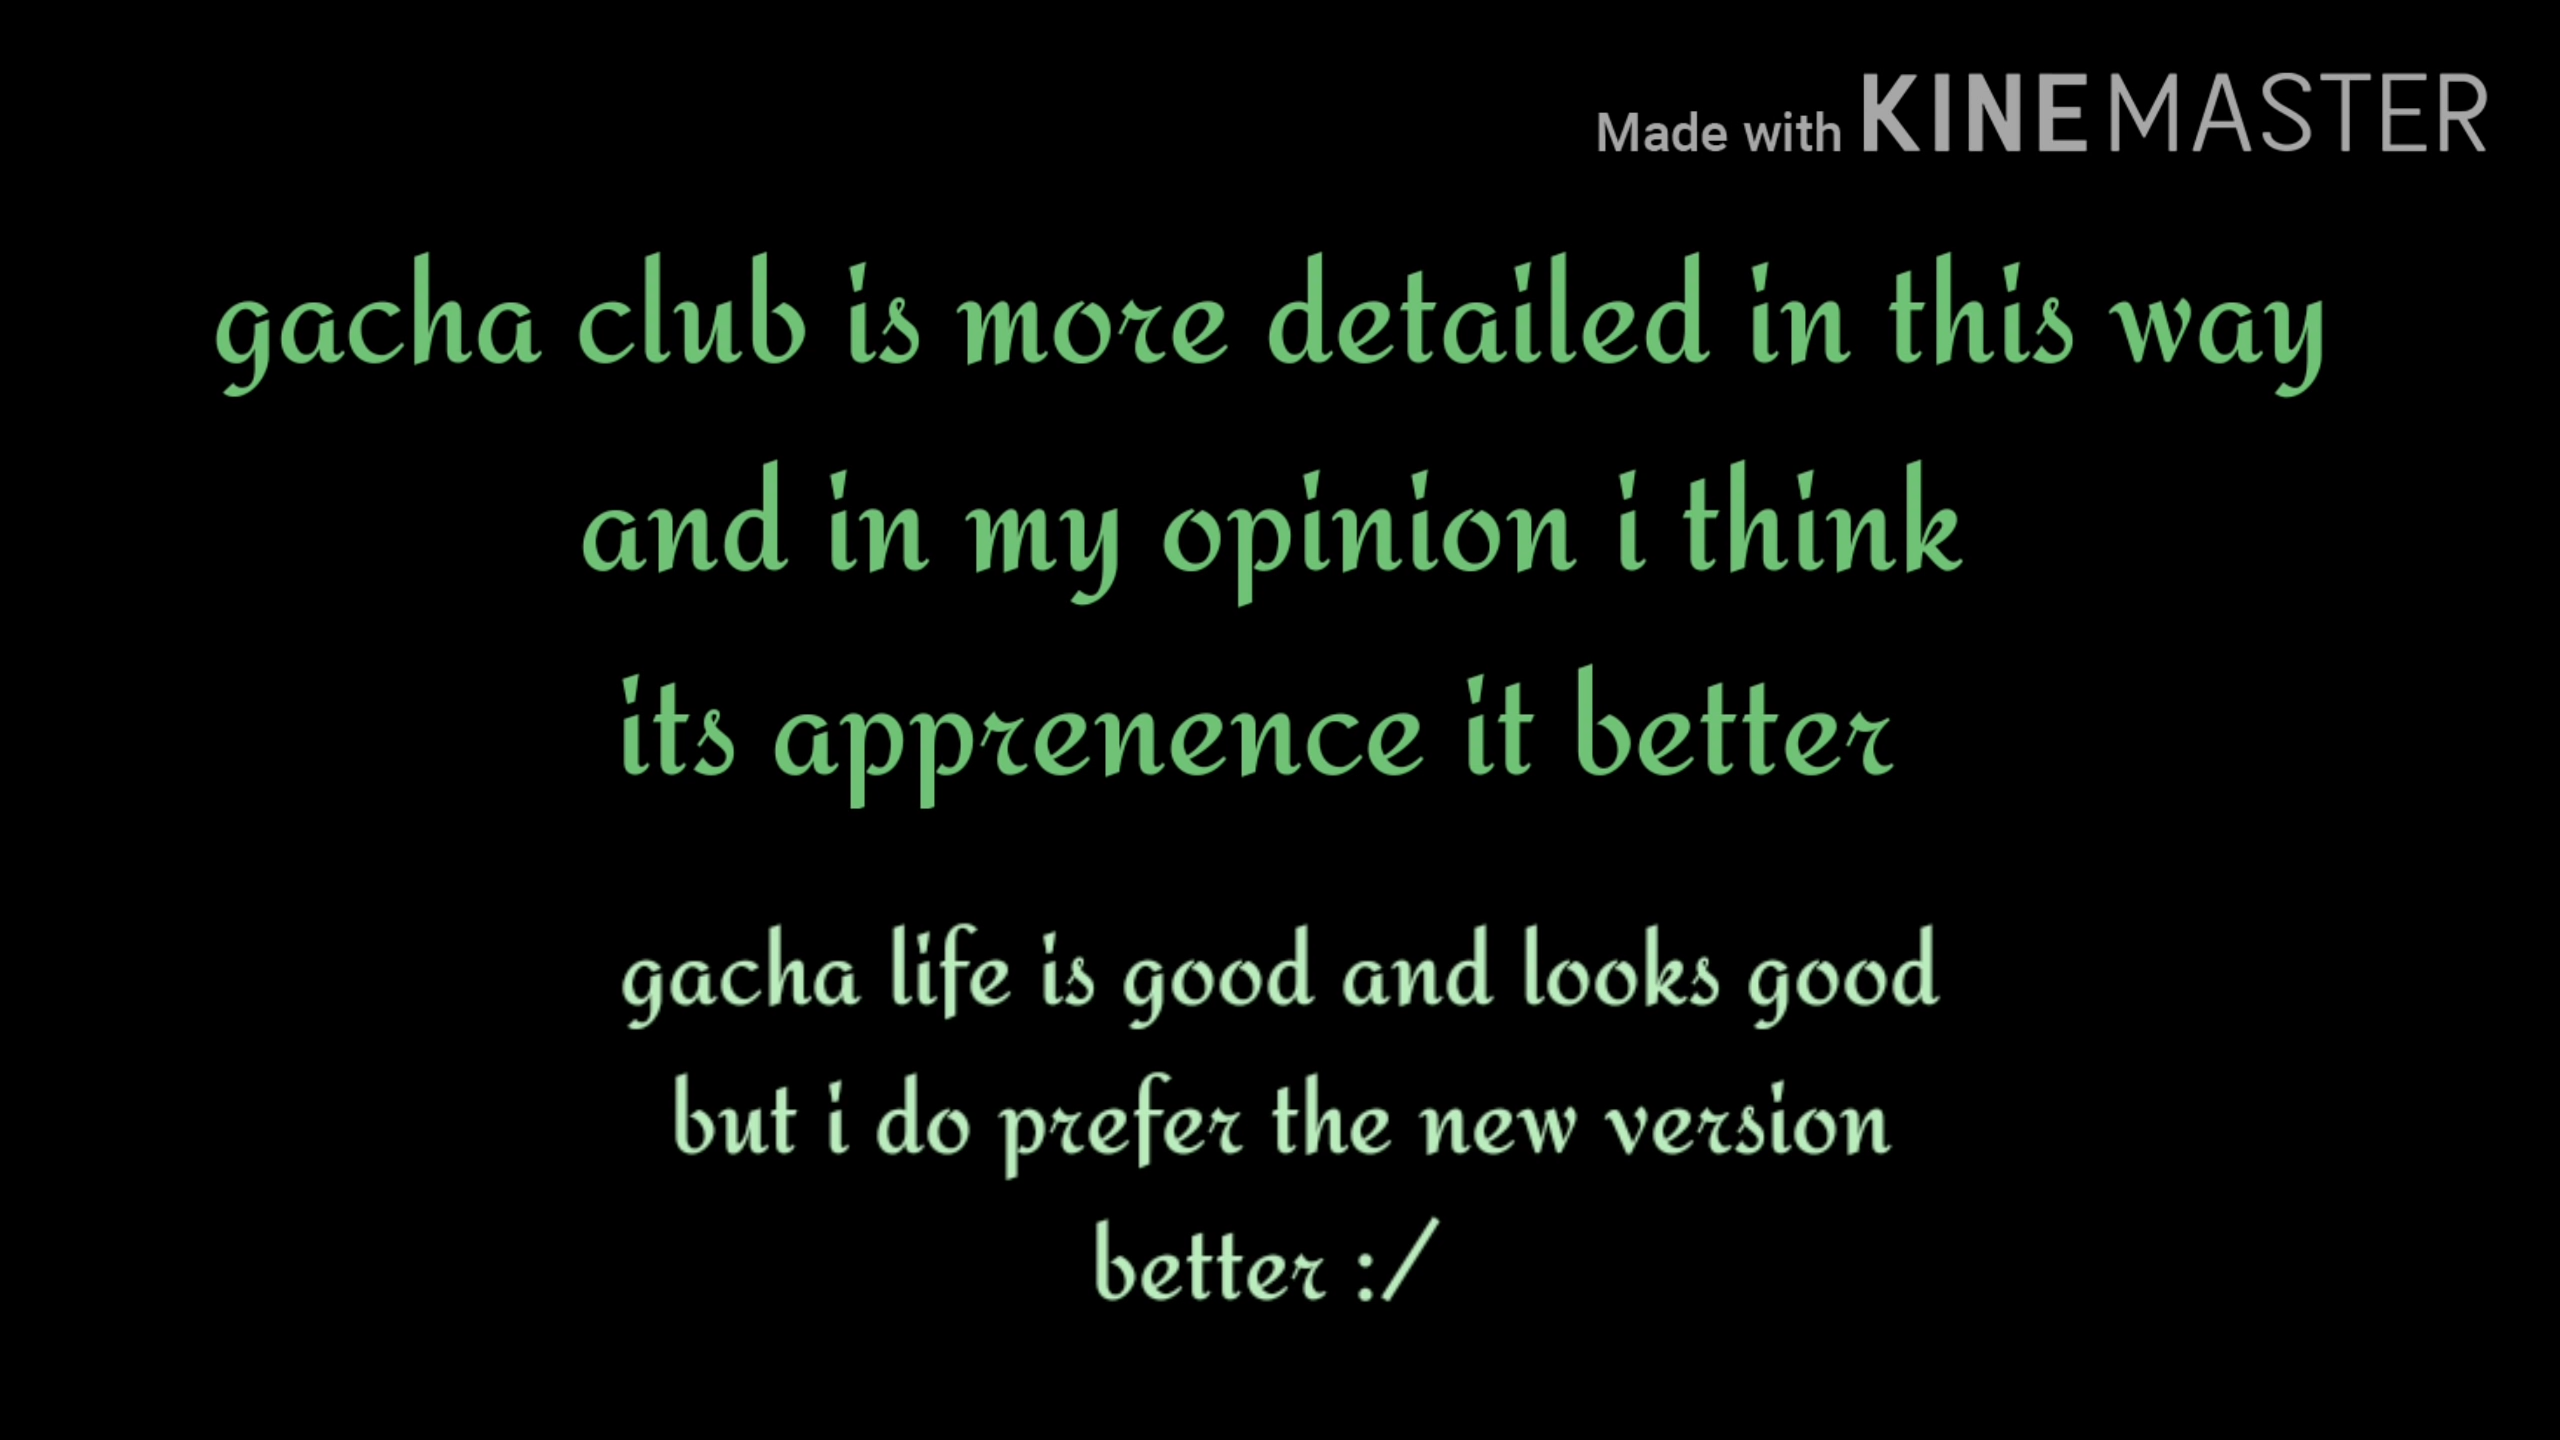 Made with KINEMASTER
gacha club is more detailed in this way
and in my opinion i think
its apprenence it better
gacha life is good and looks good
but i do prefer the new version
better :/